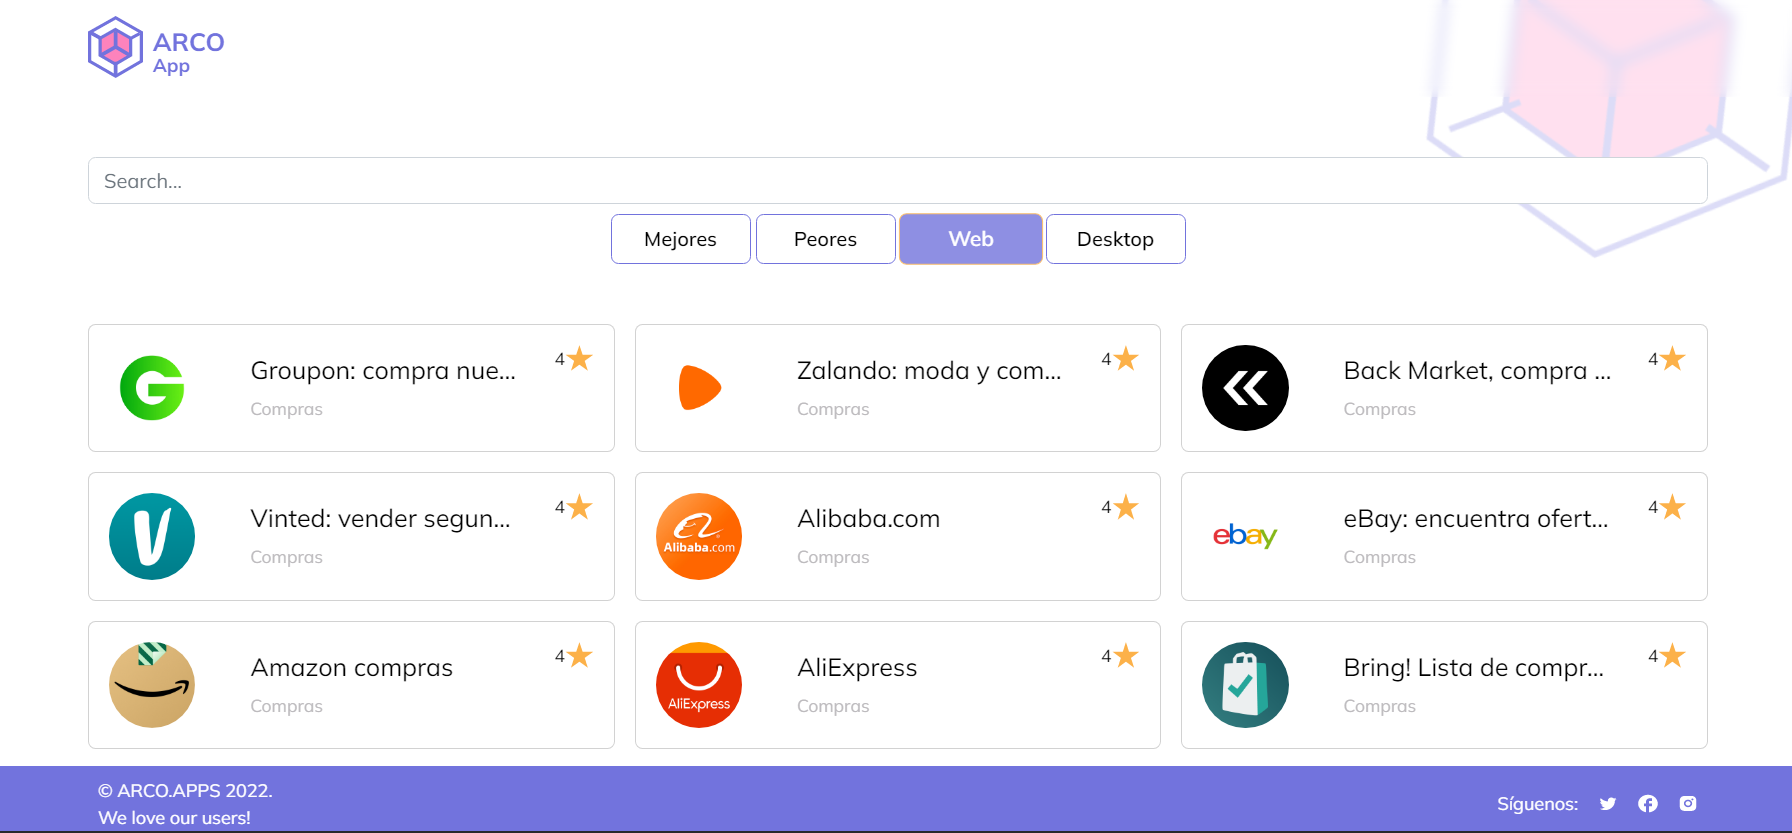 ARCO
App
Search...
Mejores Peores Web Desktop
Groupon: compra nue... 4
Compras
Zalando: moda y com... 4
Compras
Back Market, compra ... 4
Compras
Vinted: vender segun... 4
Compras
Alibaba.com
Alibaba.com 4
Compras
ebay
eBay: encuentra ofert... 4
Compras
Amazon compras 4
Compras
AliExpress
AliExpress 4
Compras
Bring! Lista de compr... 4
Compras
© ARCO.APPS 2022.
We love our users!
Síguenos: